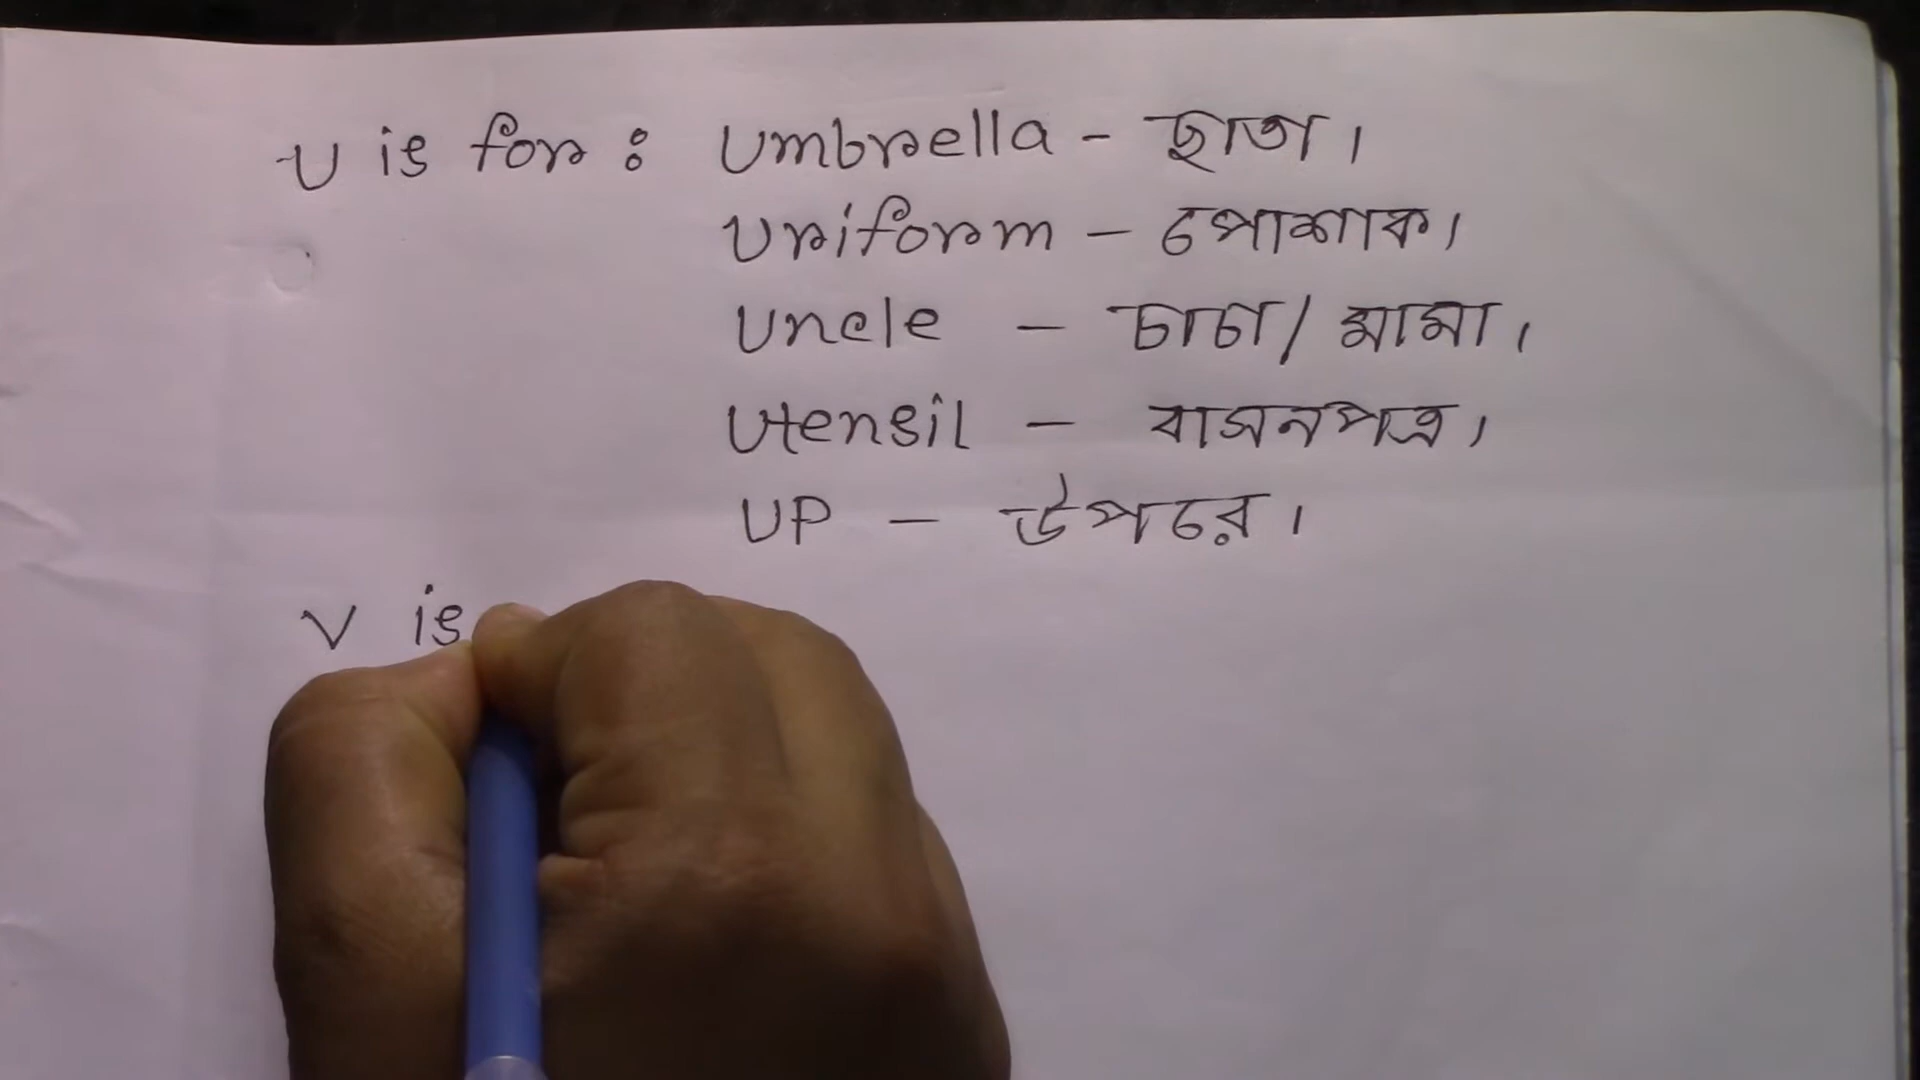 U is for : Umbrella - ছাতা।
Uniform - পোশাক।
Uncle - চাচা/ মামা।
Utensil - বাসনপত্র।
UP - উপরে।
V is